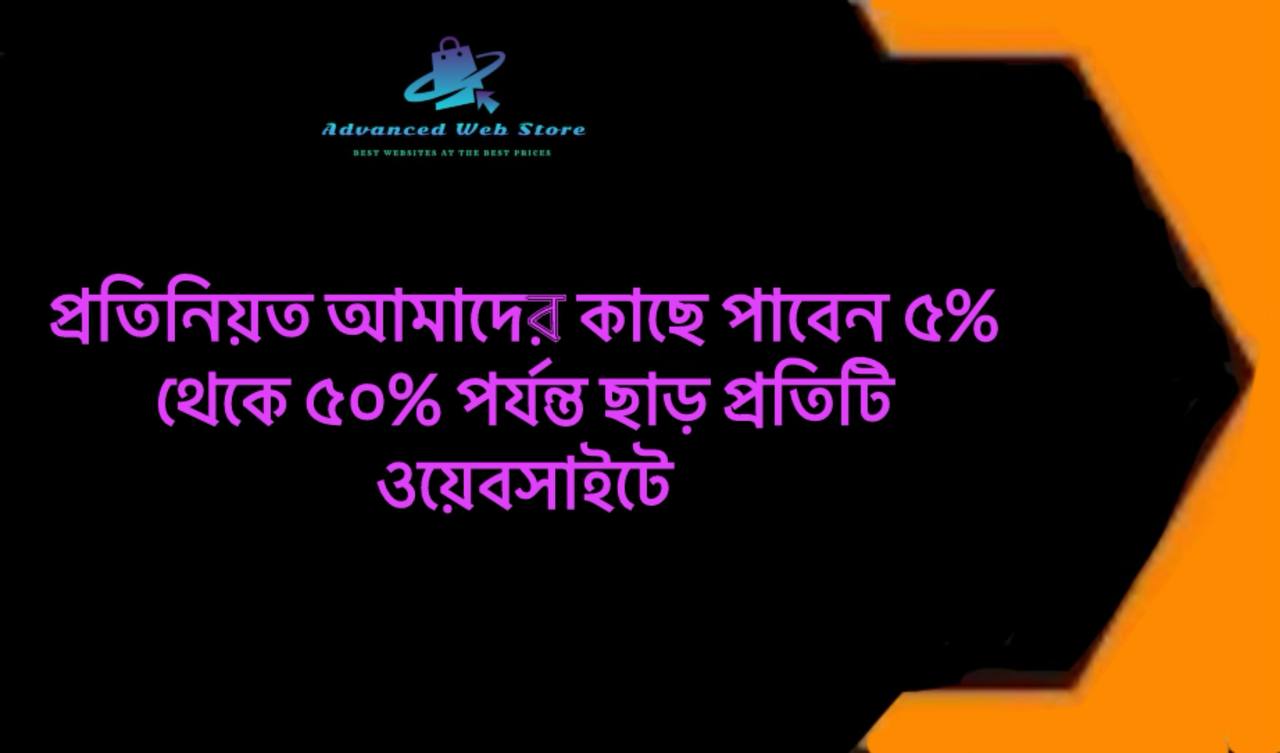 Advanced Web Store
BEST WEBSITES AT THE BEST PRICES
প্রতিনিয়ত আমাদের কাছে পাবেন ৫%
থেকে ৫০% পর্যন্ত ছাড় প্রতিটি
ওয়েবসাইটে